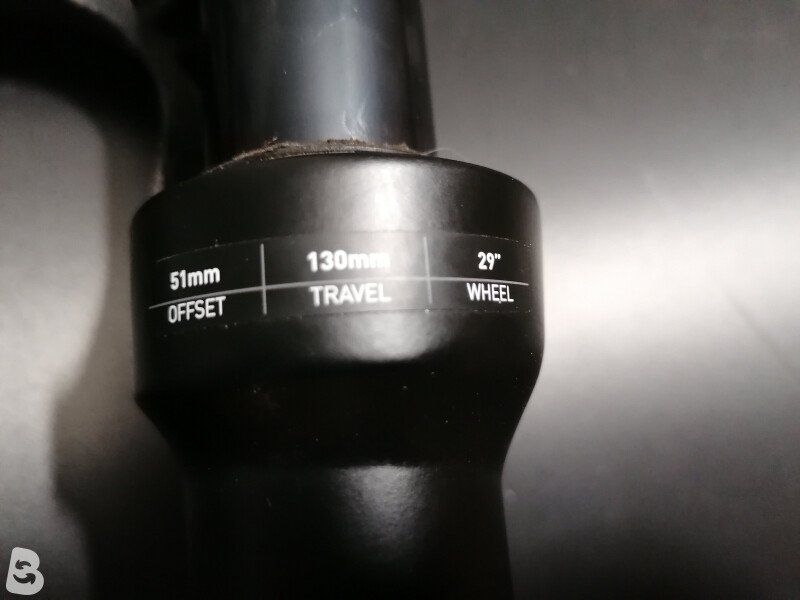 51mm 130mm 29"
OFFSET TRAVEL WHEEL